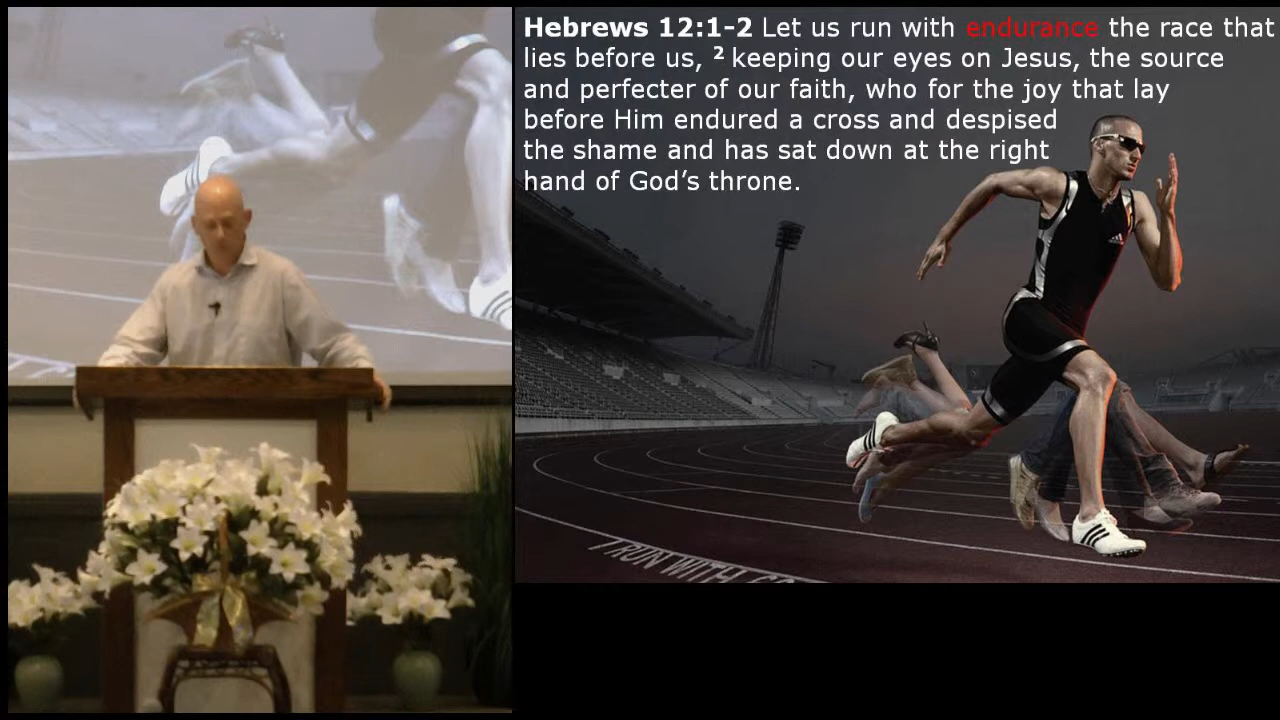 Hebrews 12:1-2 Let us run with endurance the race that
lies before us, ² keeping our eyes on Jesus, the source
and perfecter of our faith, who for the joy that lay
before Him endured a cross and despised
the shame and has sat down at the right
hand of God’s throne.
I RUN WITH